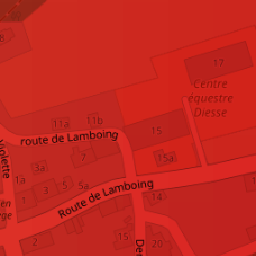 17
Centre
equestre
Diesse
11a
11b
15
route de Lamboing
7
15a
3a
1a
3
5
5a
1
Route de Lamboing
14
2
15
20